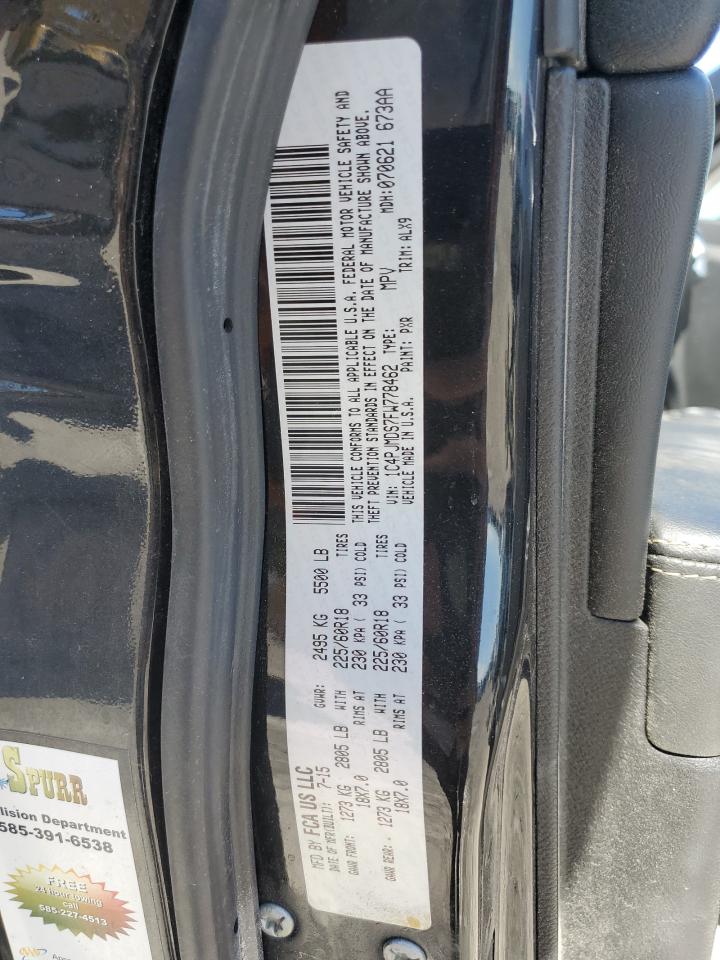 MFD BY FCA US LLC
DATE OF MFR(BUILT): 7-15 GVWR: 2495 KG 5500 LB
GAWR FRONT: 1273 KG 2805 LB WITH 225/60R18 TIRES
18X7.0 RIMS AT 230 KPA ( 33 PSI) COLD
GAWR REAR: 1273 KG 2805 LB WITH 225/60R18 TIRES
18X7.0 RIMS AT 230 KPA ( 33 PSI) COLD
THIS VEHICLE CONFORMS TO ALL APPLICABLE U.S.A. FEDERAL MOTOR VEHICLE SAFETY AND
THEFT PREVENTION STANDARDS IN EFFECT ON THE DATE OF MANUFACTURE SHOWN ABOVE.
VIN: 1C4PJMDS7FW778462 TYPE: MPV MDH:070621 673AA
VEHICLE MADE IN U.S.A. PAINT: PXR TRIM: ALX9
SPURR
lision Department
585-391-6538
FREE
24 hour towing
call
585-227-4513